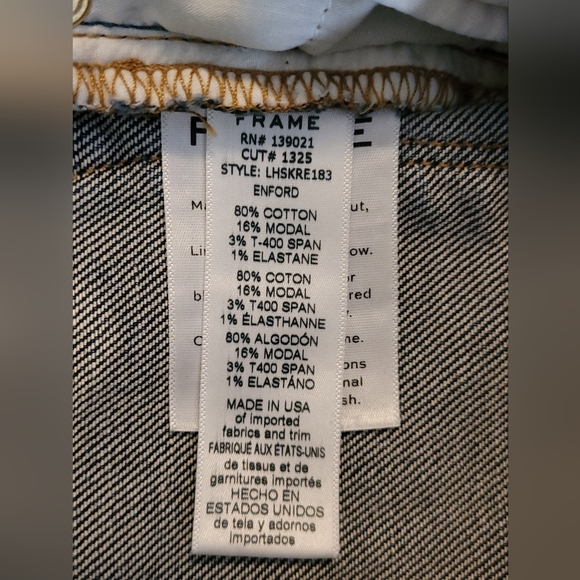 FRAME
RN# 139021
CUT# 1325
STYLE: LHSKRE183
ENFORD
80% COTTON
16% MODAL
3% T-400 SPAN
1% ELASTANE
80% COTON
16% MODAL
3% T400 SPAN
1% ÉLASTHANNE
80% ALGODÓN
16% MODAL
3% T400 SPAN
1% ELASTÁNO
MADE IN USA
of imported
fabrics and trim
FABRIQUÉ AUX ÉTATS-UNIS
de tissus et de
garnitures importés
HECHO EN
ESTADOS UNIDOS
de tela y adornos
importados